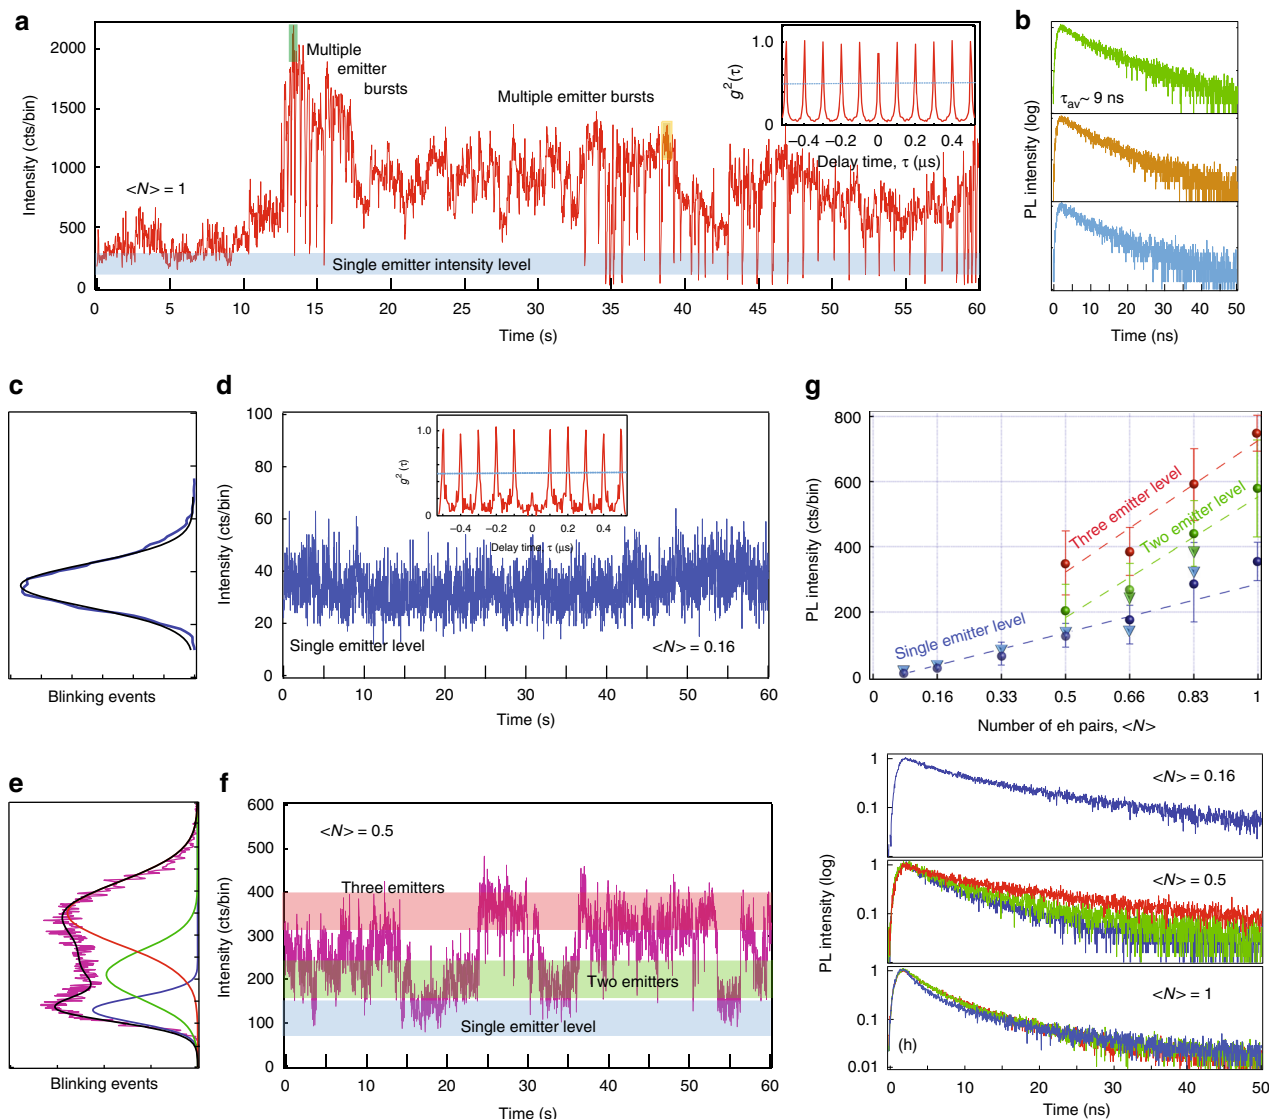 a
Intensity (cts/bin)
2000
1500
1000
500
0
Multiple
emitter
bursts
Multiple emitter bursts
<N> = 1
Single emitter intensity level
0 5 10 15 20 25 30 35 40 45 50 55 60
Time (s)
g²(τ)
1.0
0
−0.4 −0.2 0 0.2 0.4
Delay time, τ (μs)
b
PL intensity (log)
τav~ 9 ns
0 10 20 30 40 50
Time (ns)
c
Blinking events
d
Intensity (cts/bin)
100
80
60
40
20
0
g² (τ)
1.0
0
−0.4 −0.2 0 0.2 0.4
Delay time, τ (μs)
Single emitter level
<N> = 0.16
0 10 20 30 40 50 60
Time (s)
g
PL intensity (cts/bin)
800
600
400
200
0
Three emitter level
Two emitter level
Single emitter level
0 0.16 0.33 0.5 0.66 0.83 1
Number of eh pairs, <N>
e
Blinking events
f
Intensity (cts/bin)
600
500
400
300
200
100
0
<N> = 0.5
Three emitters
Two emitters
Single emitter level
0 10 20 30 40 50 60
Time (s)
PL intensity (log)
1
0.1
<N> = 0.16
1
0.1
<N> = 0.5
1
0.1
0.01
<N> = 1
(h)
0 10 20 30 40 50
Time (ns)